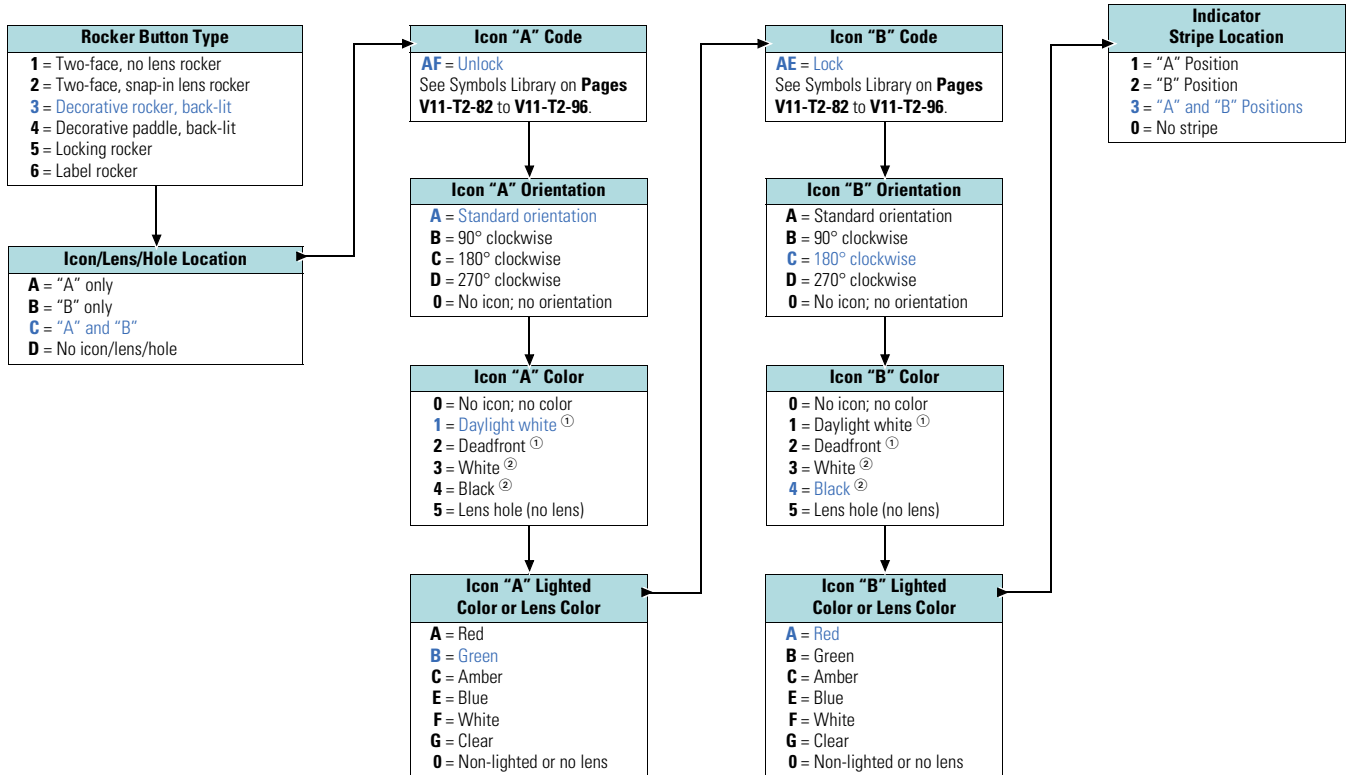 Rocker Button Type
1 = Two-face, no lens rocker
2 = Two-face, snap-in lens rocker
3 = Decorative rocker, back-lit
4 = Decorative paddle, back-lit
5 = Locking rocker
6 = Label rocker
Icon/Lens/Hole Location
A = “A” only
B = “B” only
C = “A” and “B”
D = No icon/lens/hole
Icon “A” Code
AF = Unlock
See Symbols Library on Pages
V11-T2-82 to V11-T2-96.
Icon “A” Orientation
A = Standard orientation
B = 90° clockwise
C = 180° clockwise
D = 270° clockwise
0 = No icon; no orientation
Icon “A” Color
0 = No icon; no color
1 = Daylight white ①
2 = Deadfront ①
3 = White ②
4 = Black ②
5 = Lens hole (no lens)
Icon “A” Lighted
Color or Lens Color
A = Red
B = Green
C = Amber
E = Blue
F = White
G = Clear
0 = Non-lighted or no lens
Icon “B” Code
AE = Lock
See Symbols Library on Pages
V11-T2-82 to V11-T2-96.
Icon “B” Orientation
A = Standard orientation
B = 90° clockwise
C = 180° clockwise
D = 270° clockwise
0 = No icon; no orientation
Icon “B” Color
0 = No icon; no color
1 = Daylight white ①
2 = Deadfront ①
3 = White ②
4 = Black ②
5 = Lens hole (no lens)
Icon “B” Lighted
Color or Lens Color
A = Red
B = Green
C = Amber
E = Blue
F = White
G = Clear
0 = Non-lighted or no lens
Indicator
Stripe Location
1 = “A” Position
2 = “B” Position
3 = “A” and “B” Positions
0 = No stripe